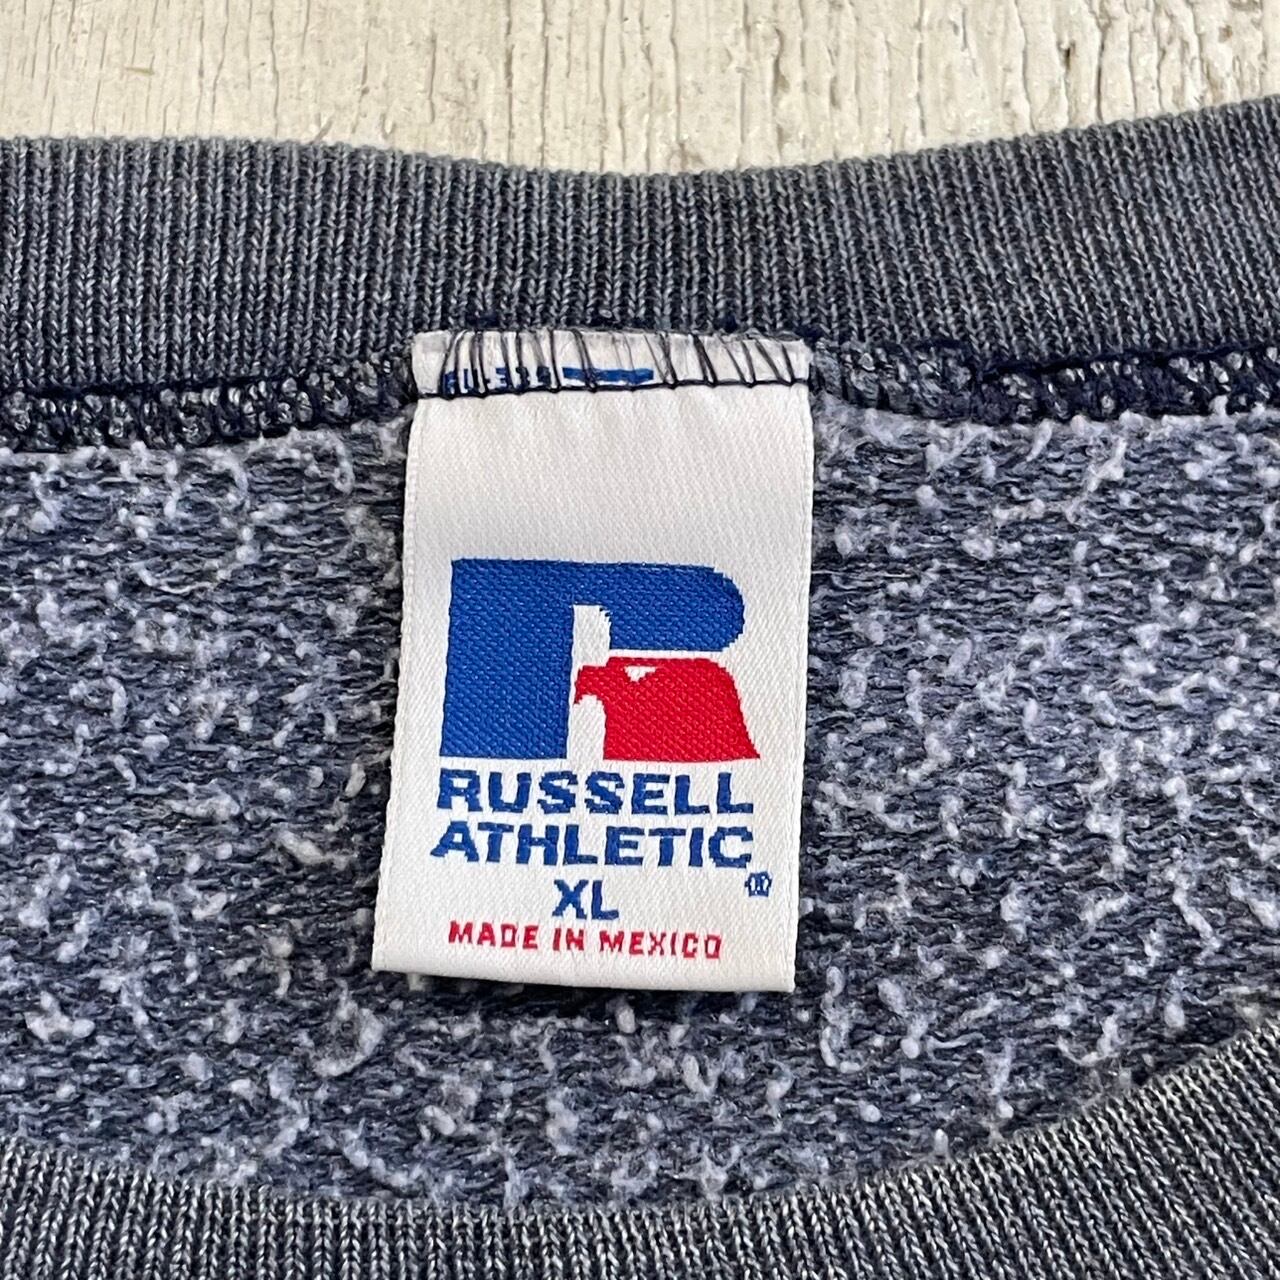 RUSSELL
ATHLETIC
®
XL
MADE IN MEXICO